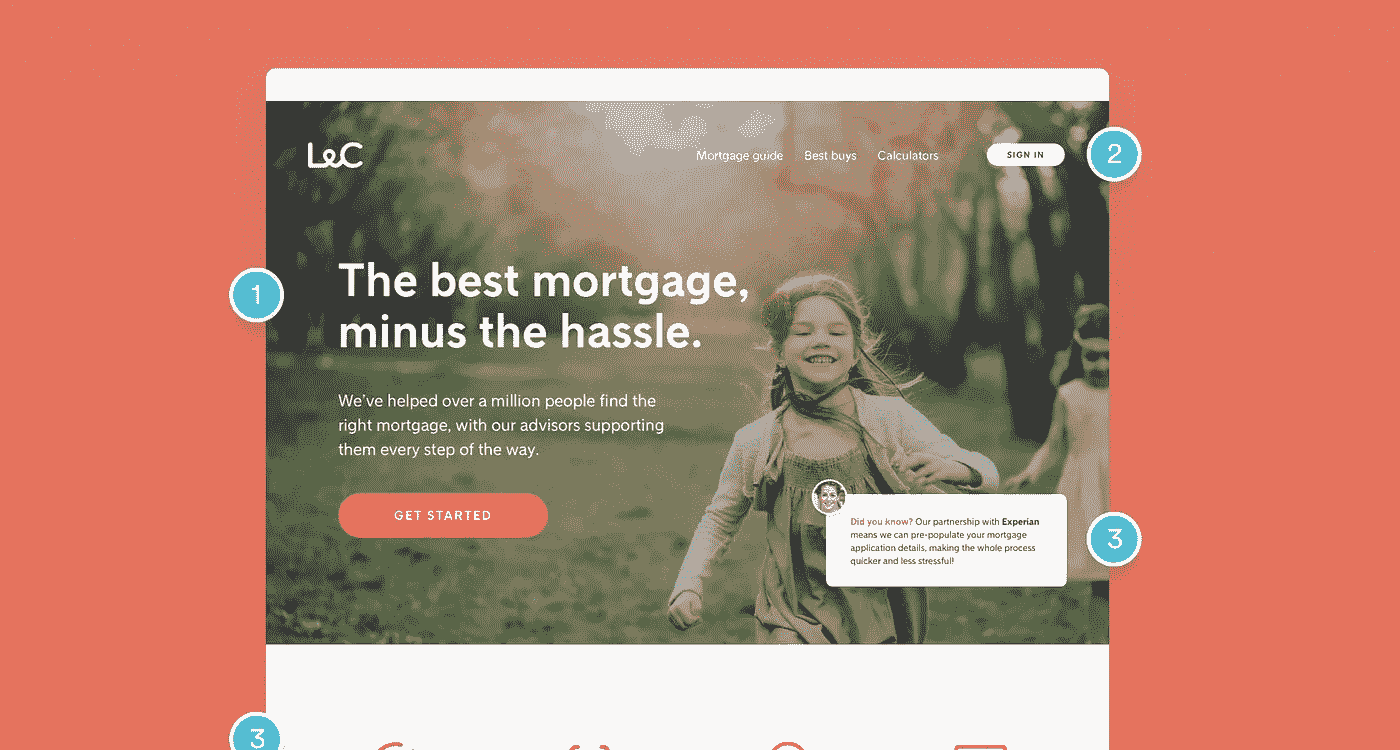 L&C
Mortgage guide
Best buys
Calculators
SIGN IN
2
1
The best mortgage,
minus the hassle.
We've helped over a million people find the
right mortgage, with our advisors supporting
them every step of the way.
GET STARTED
Did you know? Our partnership with Experian
means we can pre-populate your mortgage
application details, making the whole process
quicker and less stressful!
3
3